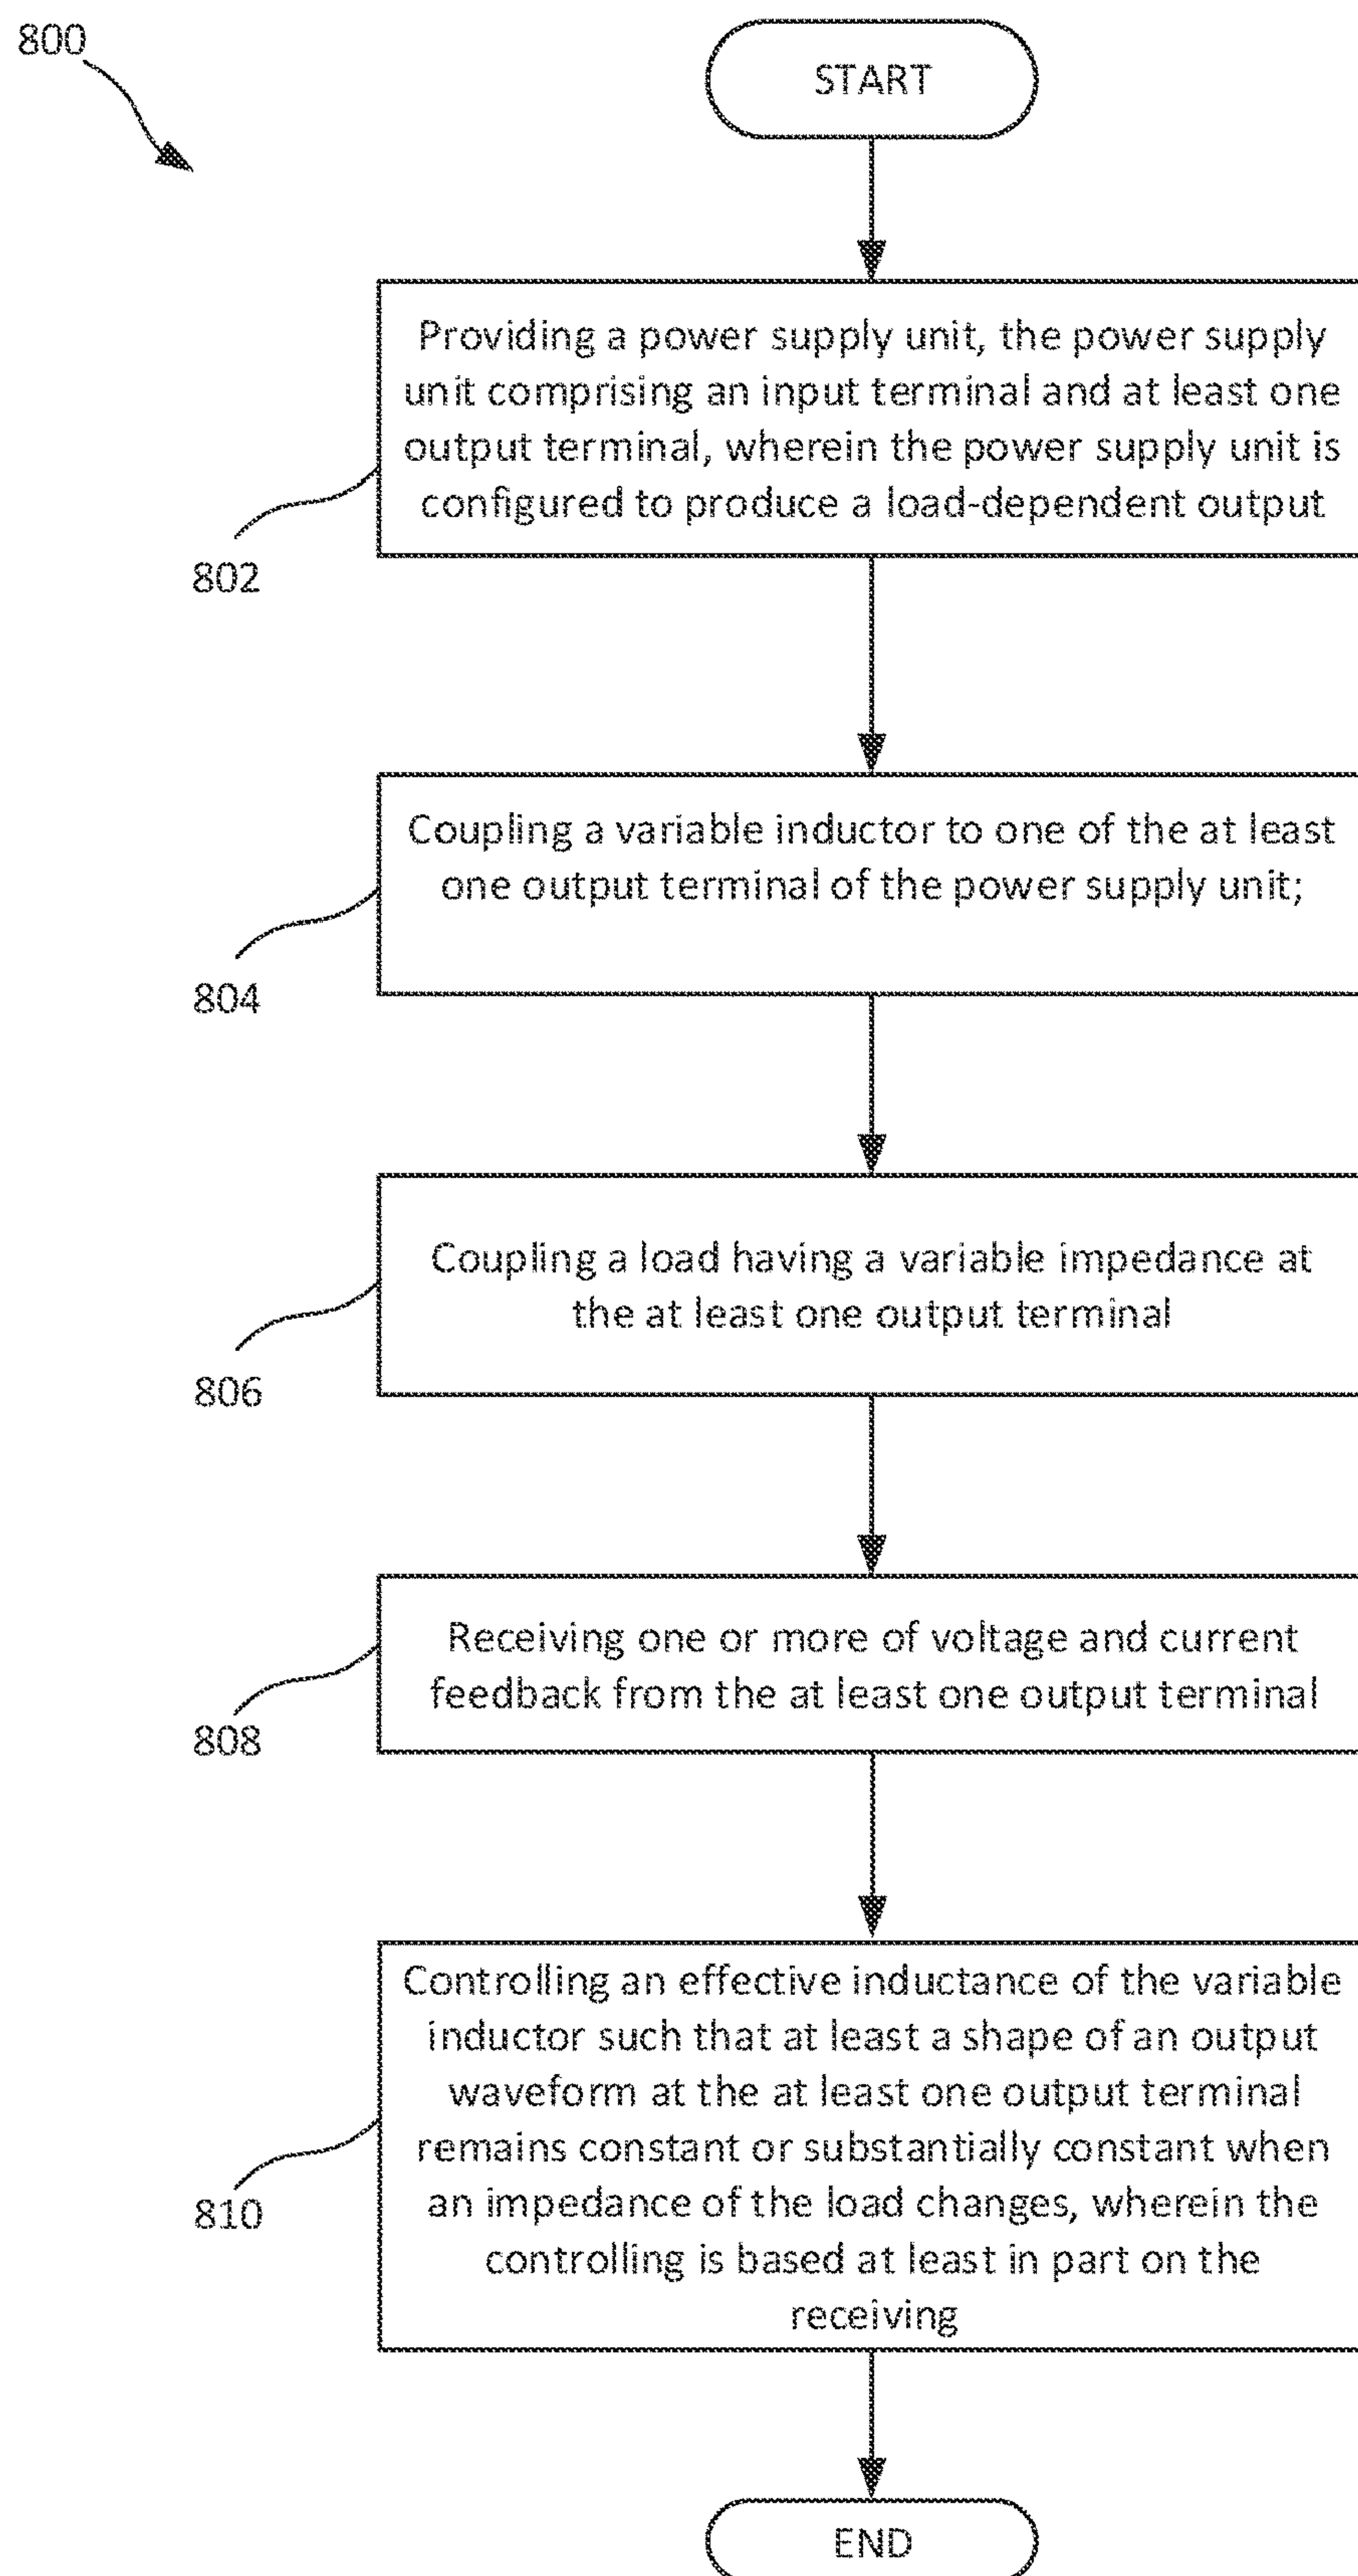 800
START
Providing a power supply unit, the power supply
unit comprising an input terminal and at least one
output terminal, wherein the power supply unit is
configured to produce a load-dependent output
802
Coupling a variable inductor to one of the at least
one output terminal of the power supply unit;
804
Coupling a load having a variable impedance at
the at least one output terminal
806
Receiving one or more of voltage and current
feedback from the at least one output terminal
808
Controlling an effective inductance of the variable
inductor such that at least a shape of an output
waveform at the at least one output terminal
remains constant or substantially constant when
an impedance of the load changes, wherein the
controlling is based at least in part on the
receiving
810
END